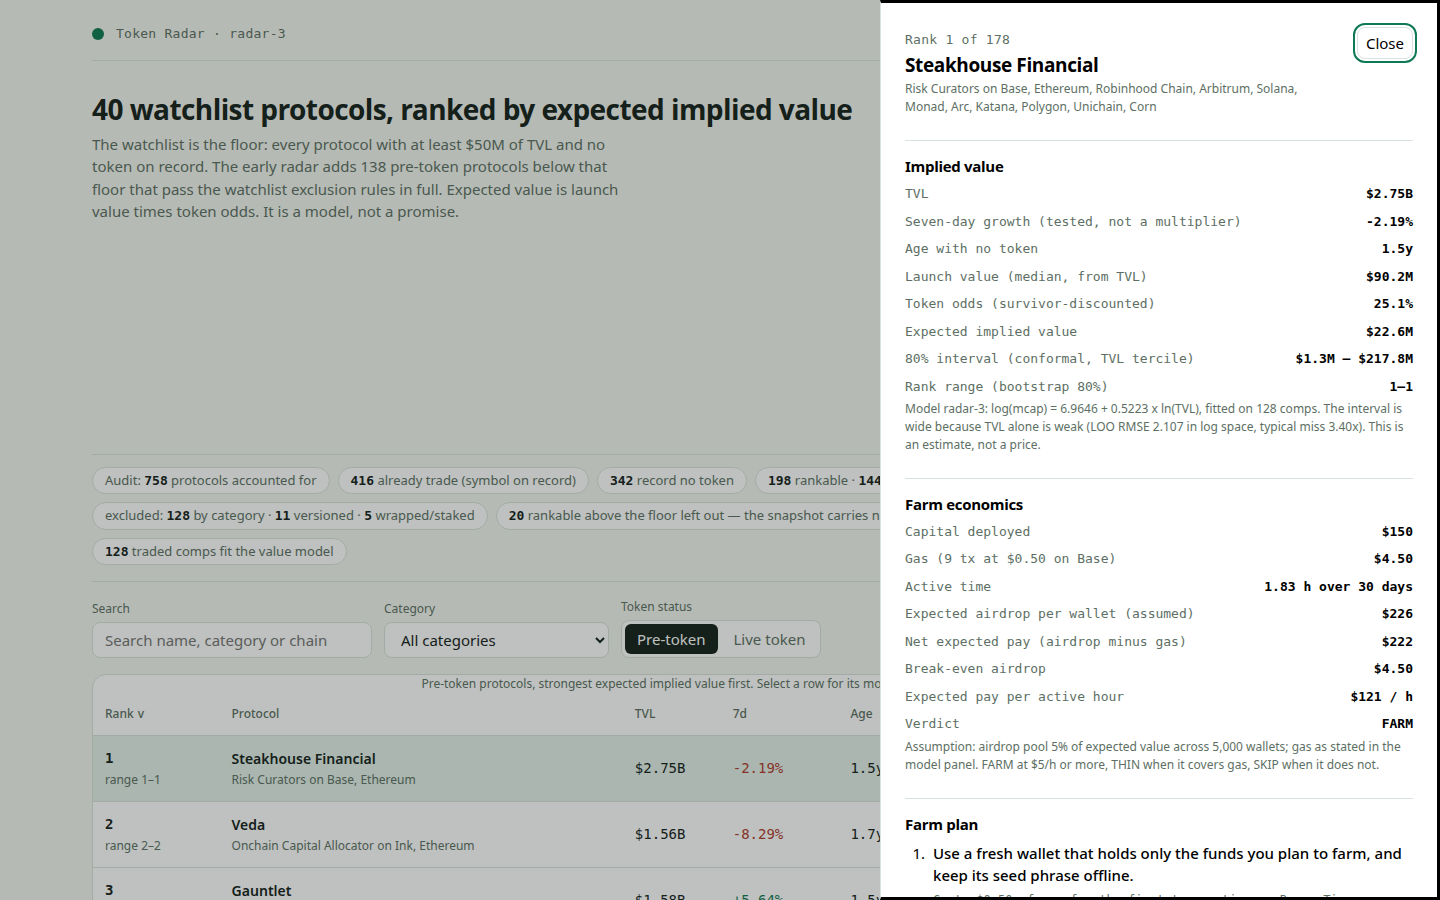 Token Radar · radar-3
40 watchlist protocols, ranked by expected implied value
The watchlist is the floor: every protocol with at least $50M of TVL and no
token on record. The early radar adds 138 pre-token protocols below that
floor that pass the watchlist exclusion rules in full. Expected value is launch
value times token odds. It is a model, not a promise.
Audit: 758 protocols accounted for
416 already trade (symbol on record)
342 record no token
198 rankable · 144
excluded: 128 by category · 11 versioned · 5 wrapped/staked
20 rankable above the floor left out — the snapshot carries n
128 traded comps fit the value model
Search
Category
Token status
Search name, category or chain
All categories
Pre-token
Live token
Pre-token protocols, strongest expected implied value first. Select a row for its mo
Rank v
Protocol
TVL
7d
Age
1
range 1–1
Steakhouse Financial
Risk Curators on Base, Ethereum
$2.75B
-2.19%
1.5y
2
range 2–2
Veda
Onchain Capital Allocator on Ink, Ethereum
$1.56B
-8.29%
1.7y
3
Gauntlet
Rank 1 of 178
Close
Steakhouse Financial
Risk Curators on Base, Ethereum, Robinhood Chain, Arbitrum, Solana,
Monad, Arc, Katana, Polygon, Unichain, Corn
Implied value
TVL $2.75B
Seven-day growth (tested, not a multiplier) -2.19%
Age with no token 1.5y
Launch value (median, from TVL) $90.2M
Token odds (survivor-discounted) 25.1%
Expected implied value $22.6M
80% interval (conformal, TVL tercile) $1.3M — $217.8M
Rank range (bootstrap 80%) 1–1
Model radar-3: log(mcap) = 6.9646 + 0.5223 x ln(TVL), fitted on 128 comps. The interval is
wide because TVL alone is weak (LOO RMSE 2.107 in log space, typical miss 3.40x). This is
an estimate, not a price.
Farm economics
Capital deployed $150
Gas (9 tx at $0.50 on Base) $4.50
Active time 1.83 h over 30 days
Expected airdrop per wallet (assumed) $226
Net expected pay (airdrop minus gas) $222
Break-even airdrop $4.50
Expected pay per active hour $121 / h
Verdict FARM
Assumption: airdrop pool 5% of expected value across 5,000 wallets; gas as stated in the
model panel. FARM at $5/h or more, THIN when it covers gas, SKIP when it does not.
Farm plan
1. Use a fresh wallet that holds only the funds you plan to farm, and
keep its seed phrase offline.